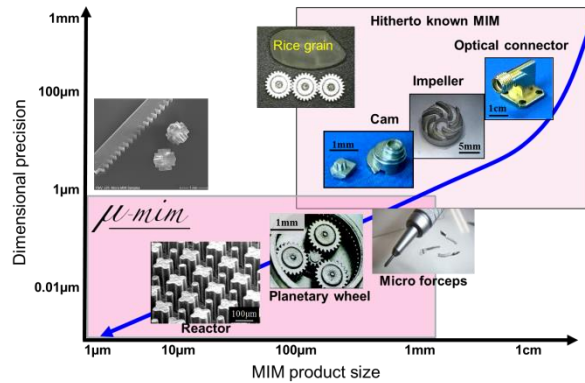 1mm
Hitherto known MIM
Rice grain
Optical connector
Impeller
1cm
100µm
Dimensional precision
Cam
1mm
5mm
1µm
µ-mim
1mm
Micro forceps
0.01µm
Planetary wheel
100µm
Reactor
1µm
10µm
100µm
1mm
1cm
MIM product size